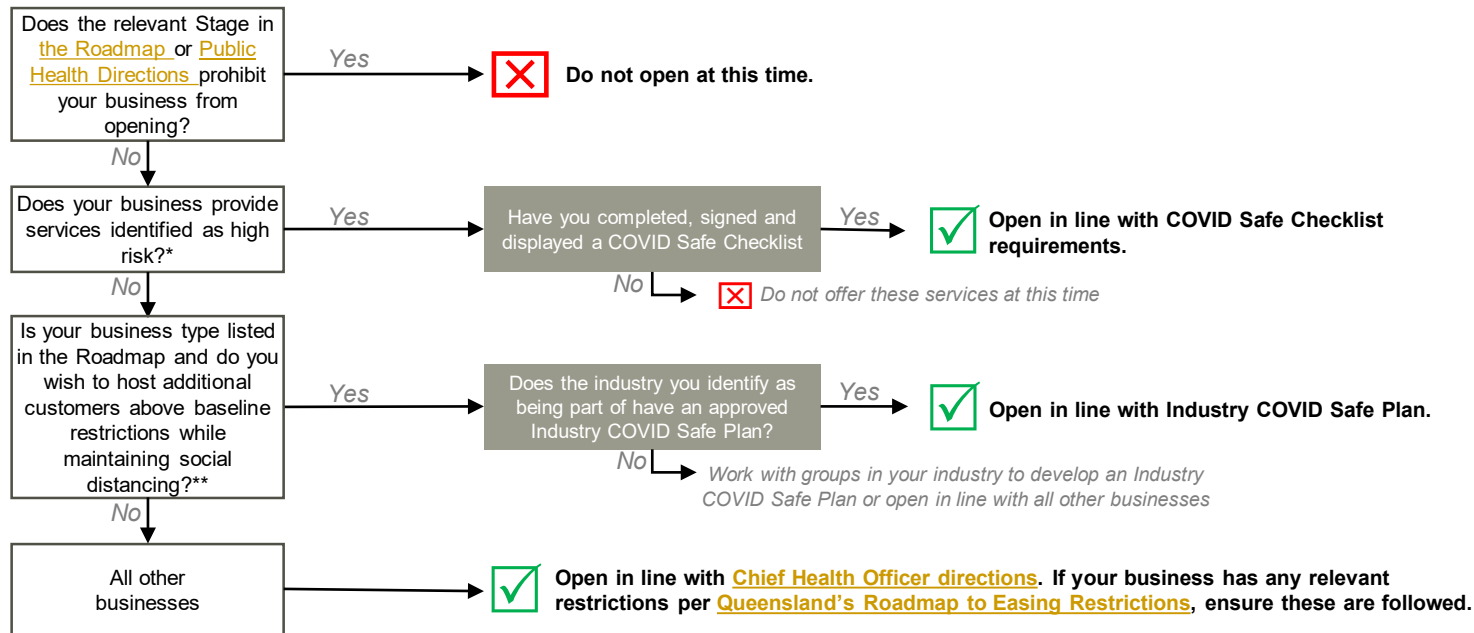 Does the relevant Stage in
the Roadmap or Public
Health Directions prohibit
your business from
opening?
Yes
Do not open at this time.
No
Does your business provide
services identified as high
risk?*
Yes
Have you completed, signed and
displayed a COVID Safe Checklist
Yes
Open in line with COVID Safe Checklist
requirements.
No
Do not offer these services at this time
No
Is your business type listed
in the Roadmap and do you
wish to host additional
customers above baseline
restrictions while
maintaining social
distancing?**
Yes
Does the industry you identify as
being part of have an approved
Industry COVID Safe Plan?
Yes
Open in line with Industry COVID Safe Plan.
No
Work with groups in your industry to develop an Industry
COVID Safe Plan or open in line with all other businesses
No
All other
businesses
Open in line with Chief Health Officer directions. If your business has any relevant
restrictions per Queensland's Roadmap to Easing Restrictions, ensure these are followed.